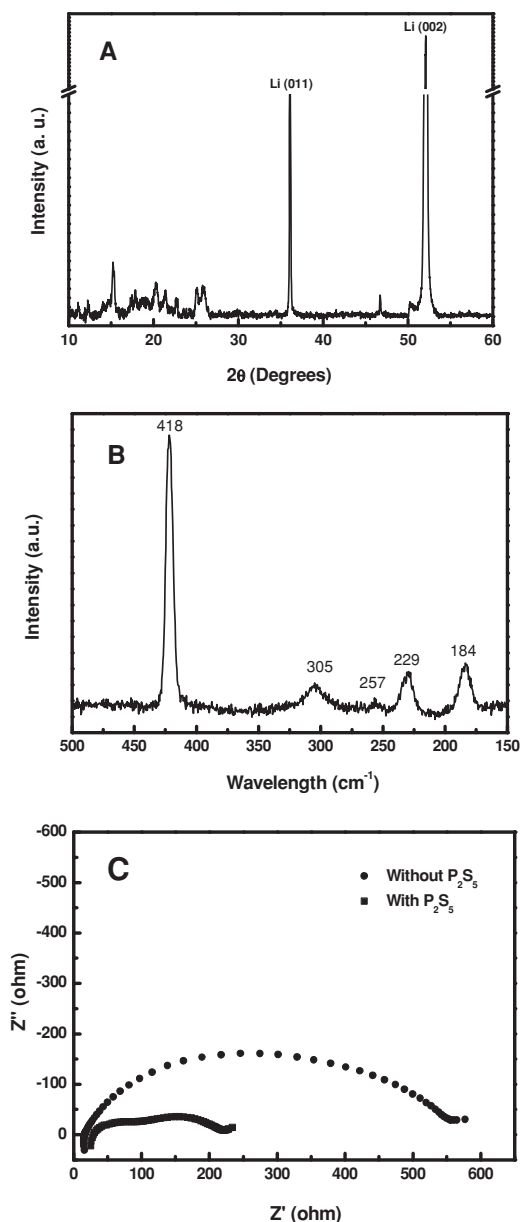 A
Li (002)
Li (011)
Intensity (a. u.)
10 20 30 40 50 60
2θ (Degrees)
418
B
305
257
229
184
Intensity (a.u.)
500 450 400 350 300 250 200 150
Wavelength (cm⁻¹)
C
Without P₂S₅
With P₂S₅
-600
-500
-400
-300
-200
-100
0
Z'' (ohm)
0 100 200 300 400 500 600
Z' (ohm)